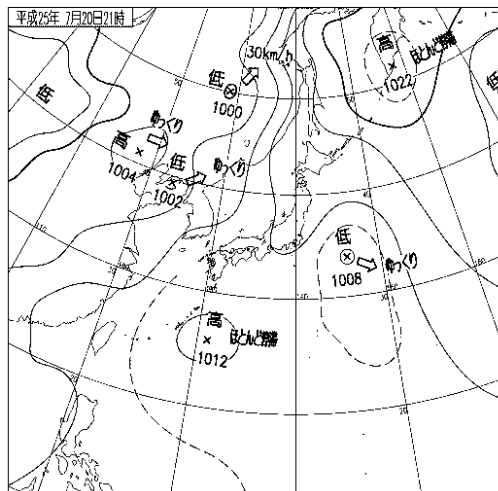 平成25年 7月20日21時
30km/h
低
1000
高
ほとんど停滞
1022
低
低
ゆっくり
高
1004
低
ゆっくり
1002
低
ゆっくり
1008
高
ほとんど停滞
1012